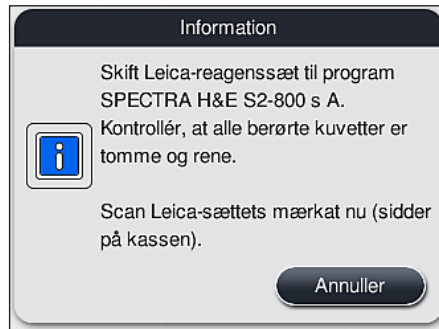 Information
Skift Leica-reagenssæt til program
SPECTRA H&E S2-800 s A.
Kontrollér, at alle berørte kuvetter er
tomme og rene.
Scan Leica-sættets mærkat nu (sidder
på kassen).
Annuller